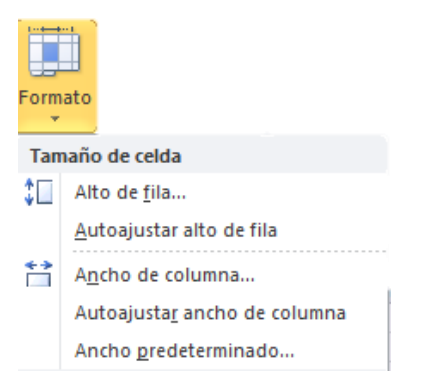 Formato
Tamaño de celda
Alto de fila...
Autoajustar alto de fila
Ancho de columna...
Autoajustar ancho de columna
Ancho predeterminado...